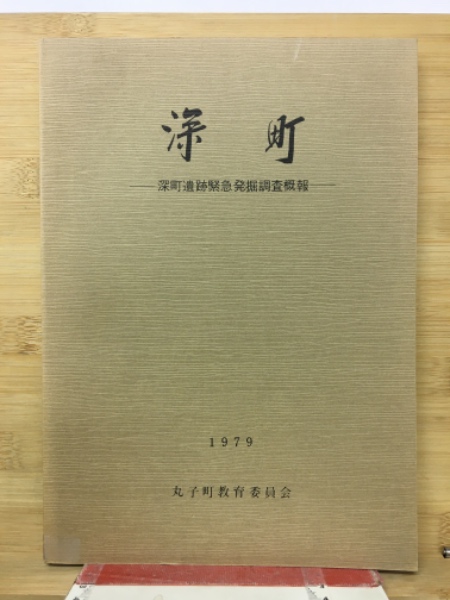 深町
——深町遺跡緊急発掘調査概報——
1979
丸子町教育委員会